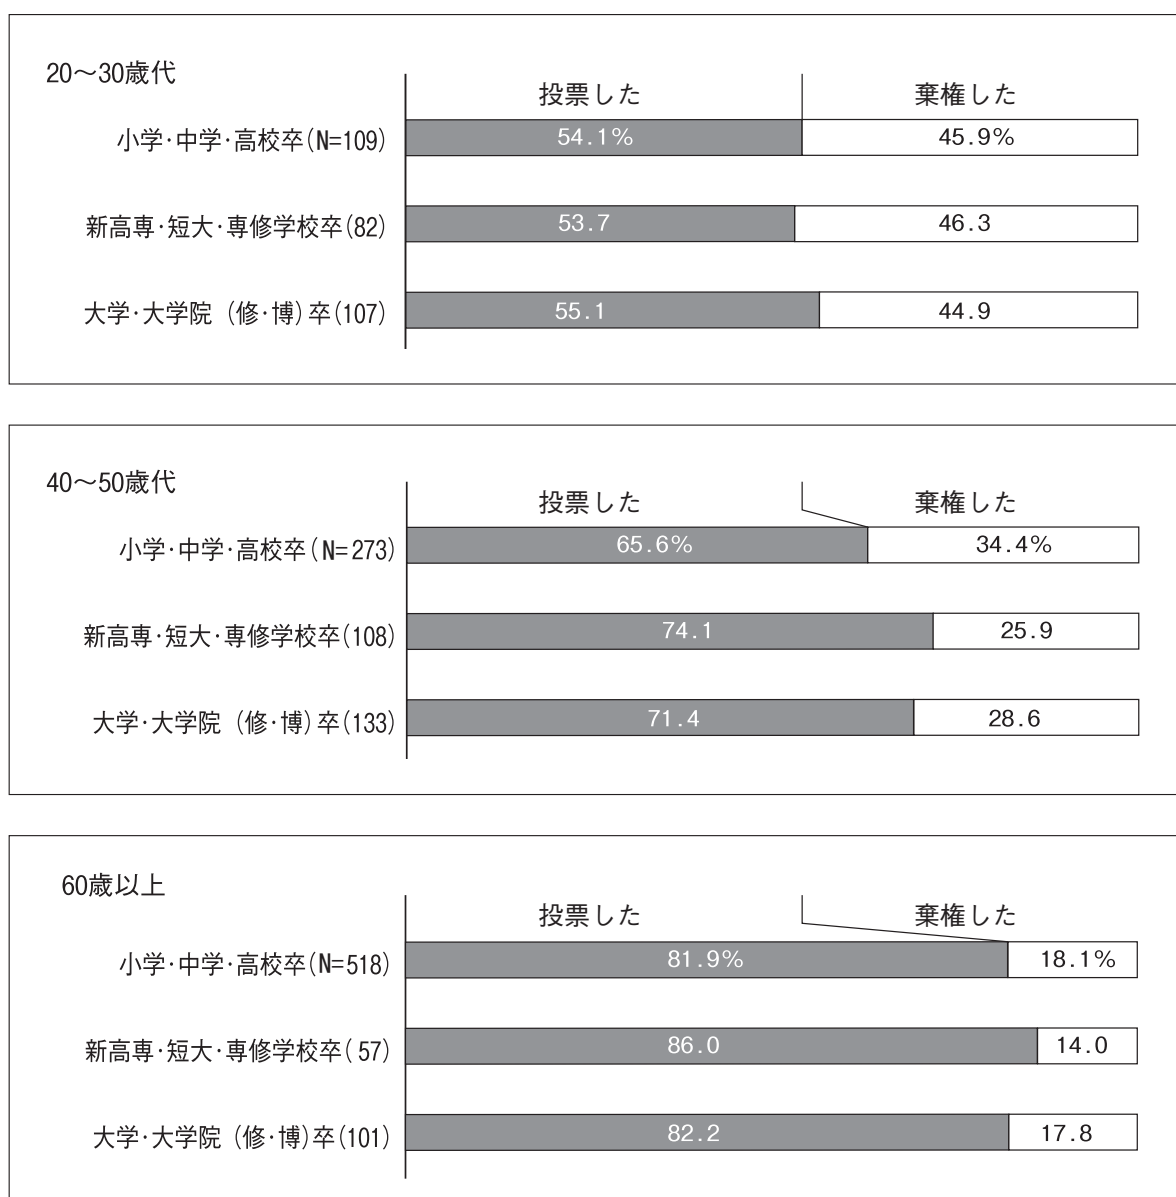 20〜30歳代
投票した 棄権した
小学・中学・高校卒(N=109) 54.1% 45.9%
新高専・短大・専修学校卒(82) 53.7 46.3
大学・大学院（修・博）卒(107) 55.1 44.9
40〜50歳代
投票した 棄権した
小学・中学・高校卒(N=273) 65.6% 34.4%
新高専・短大・専修学校卒(108) 74.1 25.9
大学・大学院（修・博）卒(133) 71.4 28.6
60歳以上
投票した 棄権した
小学・中学・高校卒(N=518) 81.9% 18.1%
新高専・短大・専修学校卒( 57) 86.0 14.0
大学・大学院（修・博）卒(101) 82.2 17.8